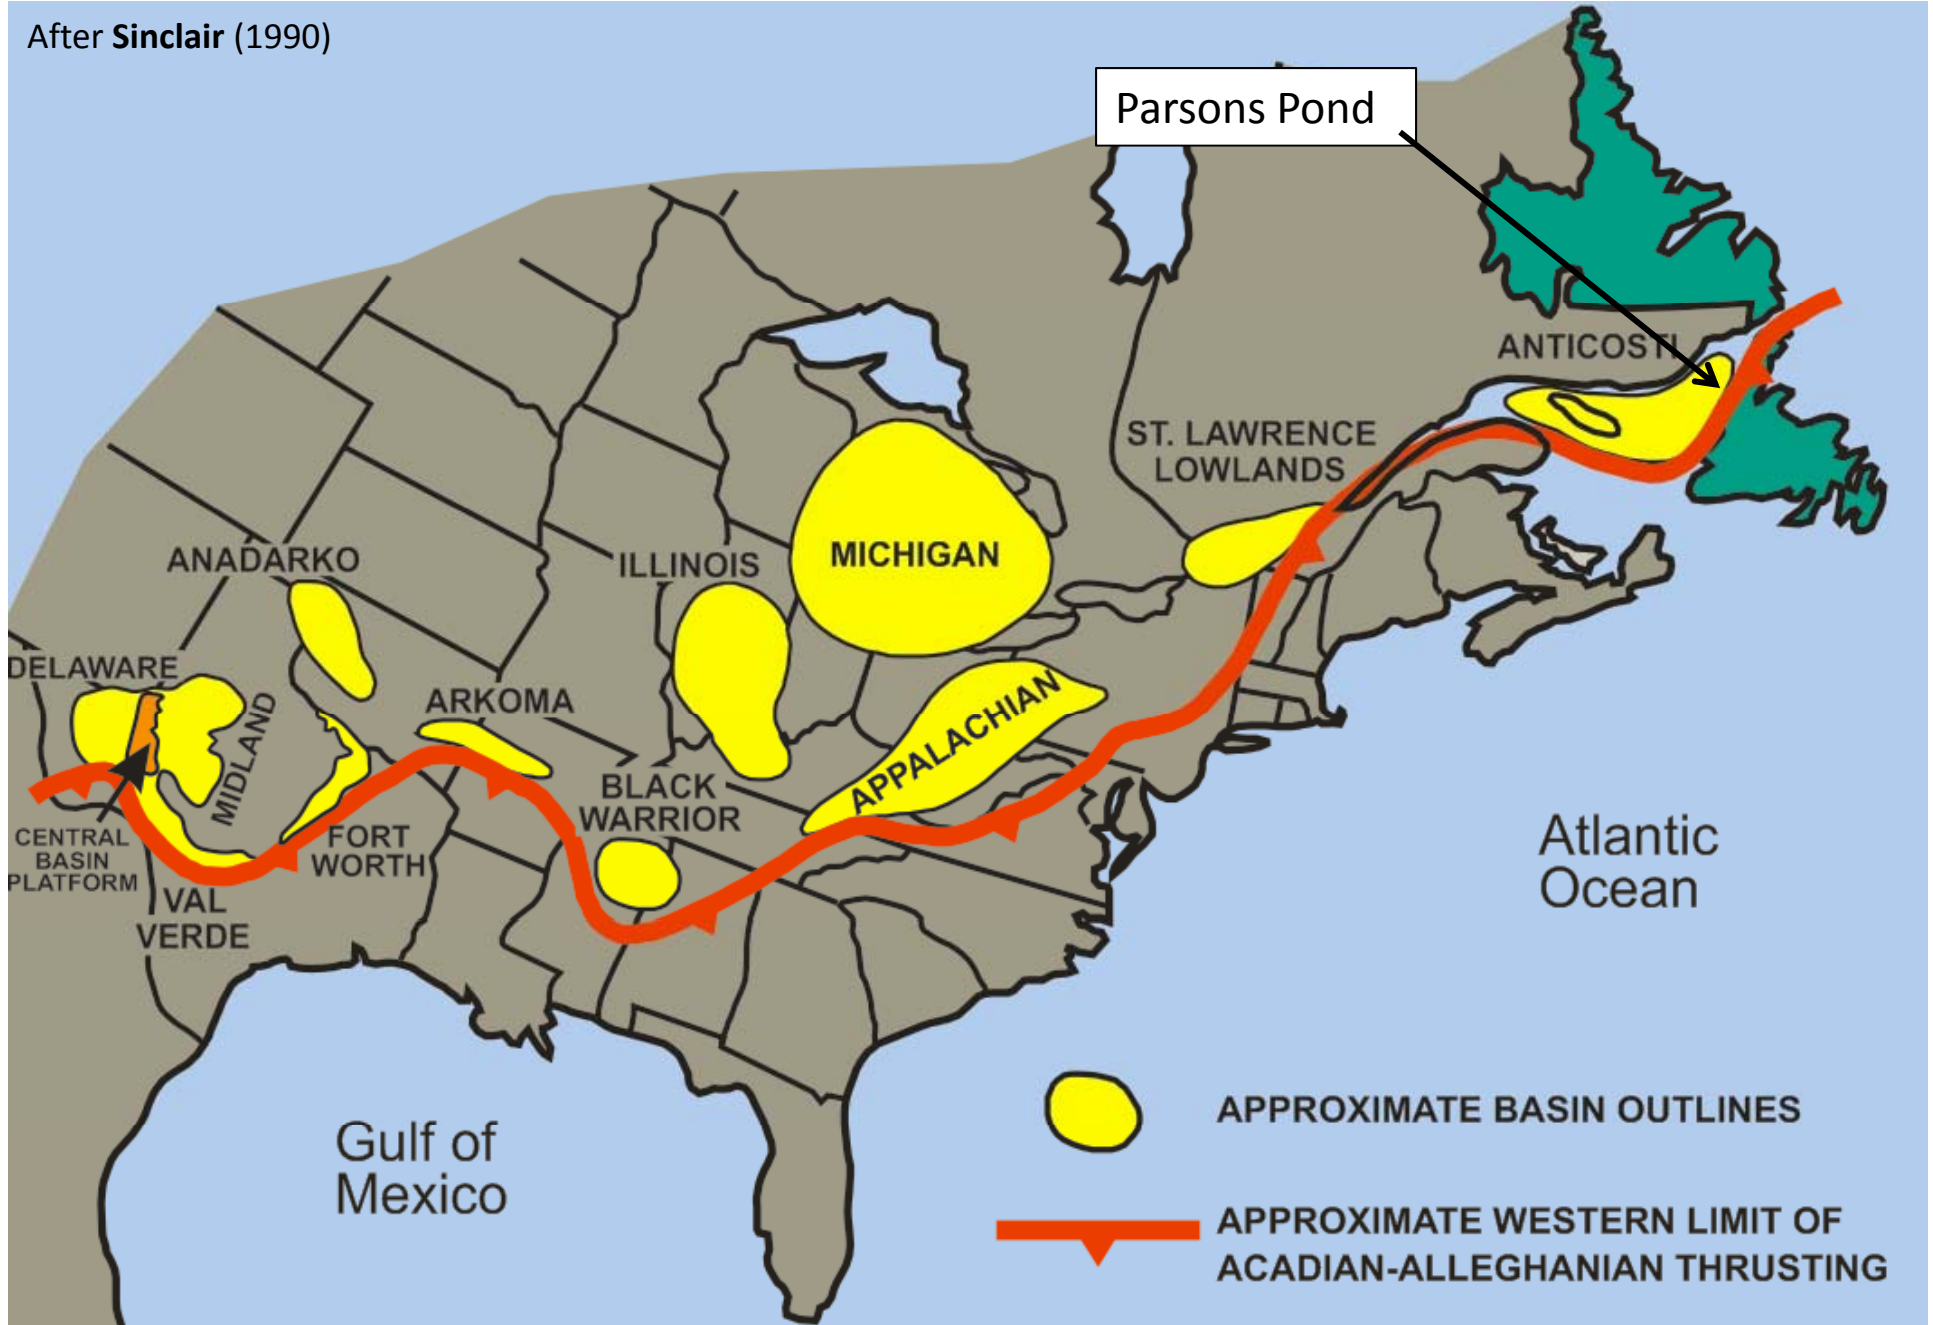 After Sinclair (1990)
Parsons Pond
ANTICOSTI
ST. LAWRENCE
LOWLANDS
MICHIGAN
ANADARKO
ILLINOIS
DELAWARE
ARKOMA
MIDLAND
APPALACHIAN
BLACK
WARRIOR
CENTRAL
BASIN
PLATFORM
FORT
WORTH
VAL
VERDE
Atlantic
Ocean
Gulf of
Mexico
APPROXIMATE BASIN OUTLINES
APPROXIMATE WESTERN LIMIT OF
ACADIAN-ALLEGHANIAN THRUSTING